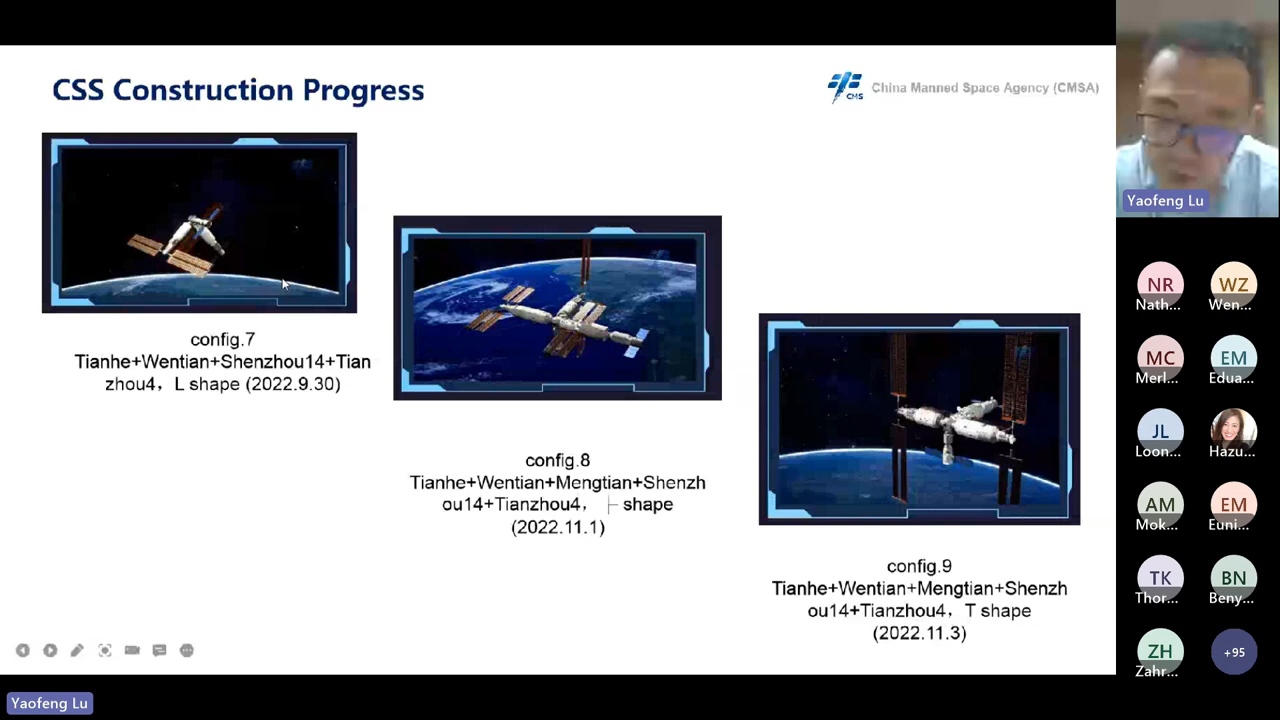 CSS Construction Progress
CMS
China Manned Space Agency (CMSA)
config.7
Tianhe+Wentian+Shenzhou14+Tian
zhou4，L shape (2022.9.30)
config.8
Tianhe+Wentian+Mengtian+Shenzh
ou14+Tianzhou4，├ shape
(2022.11.1)
config.9
Tianhe+Wentian+Mengtian+Shenzh
ou14+Tianzhou4，T shape
(2022.11.3)
Yaofeng Lu
NR
Nath...
WZ
Wen...
MC
Merl...
EM
Edua...
JL
Loon...
Hazu...
AM
Mok...
EM
Euni...
TK
Thor...
BN
Beny...
ZH
Zahr...
+95
Yaofeng Lu